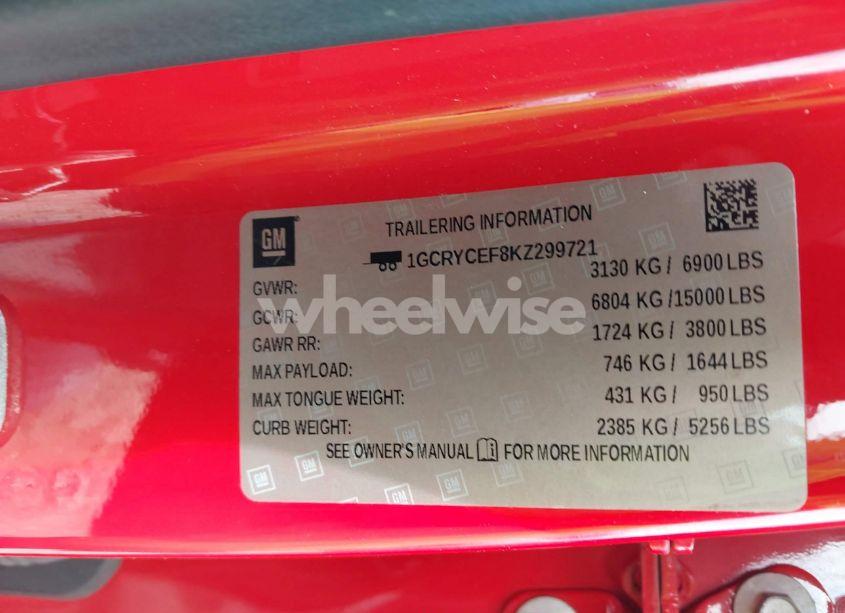 GM
TRAILERING INFORMATION
1GCRYCEF8KZ299721
GVWR: 3130 KG / 6900 LBS
GCWR: 6804 KG /15000 LBS
GAWR RR: 1724 KG / 3800 LBS
MAX PAYLOAD: 746 KG / 1644 LBS
MAX TONGUE WEIGHT: 431 KG / 950 LBS
CURB WEIGHT: 2385 KG / 5256 LBS
SEE OWNER'S MANUAL FOR MORE INFORMATION
wheelwise